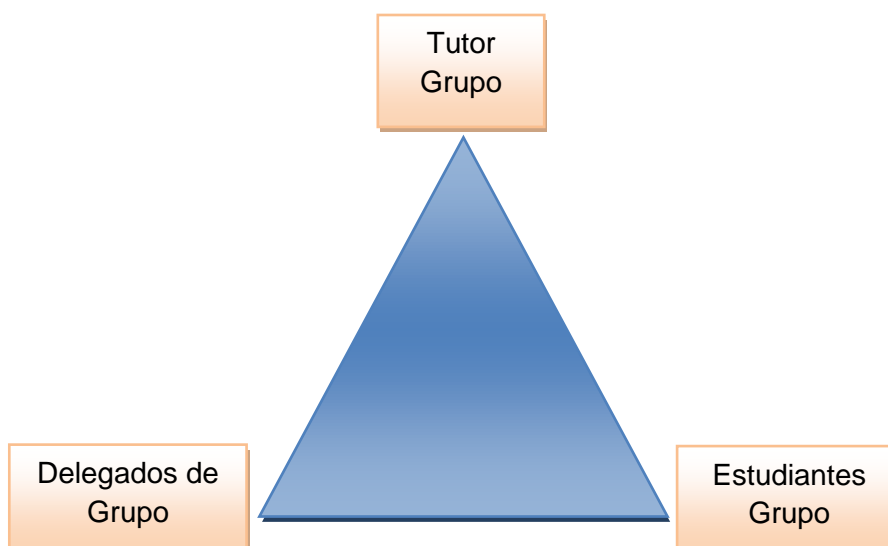 Tutor
Grupo
Delegados de
Grupo
Estudiantes
Grupo